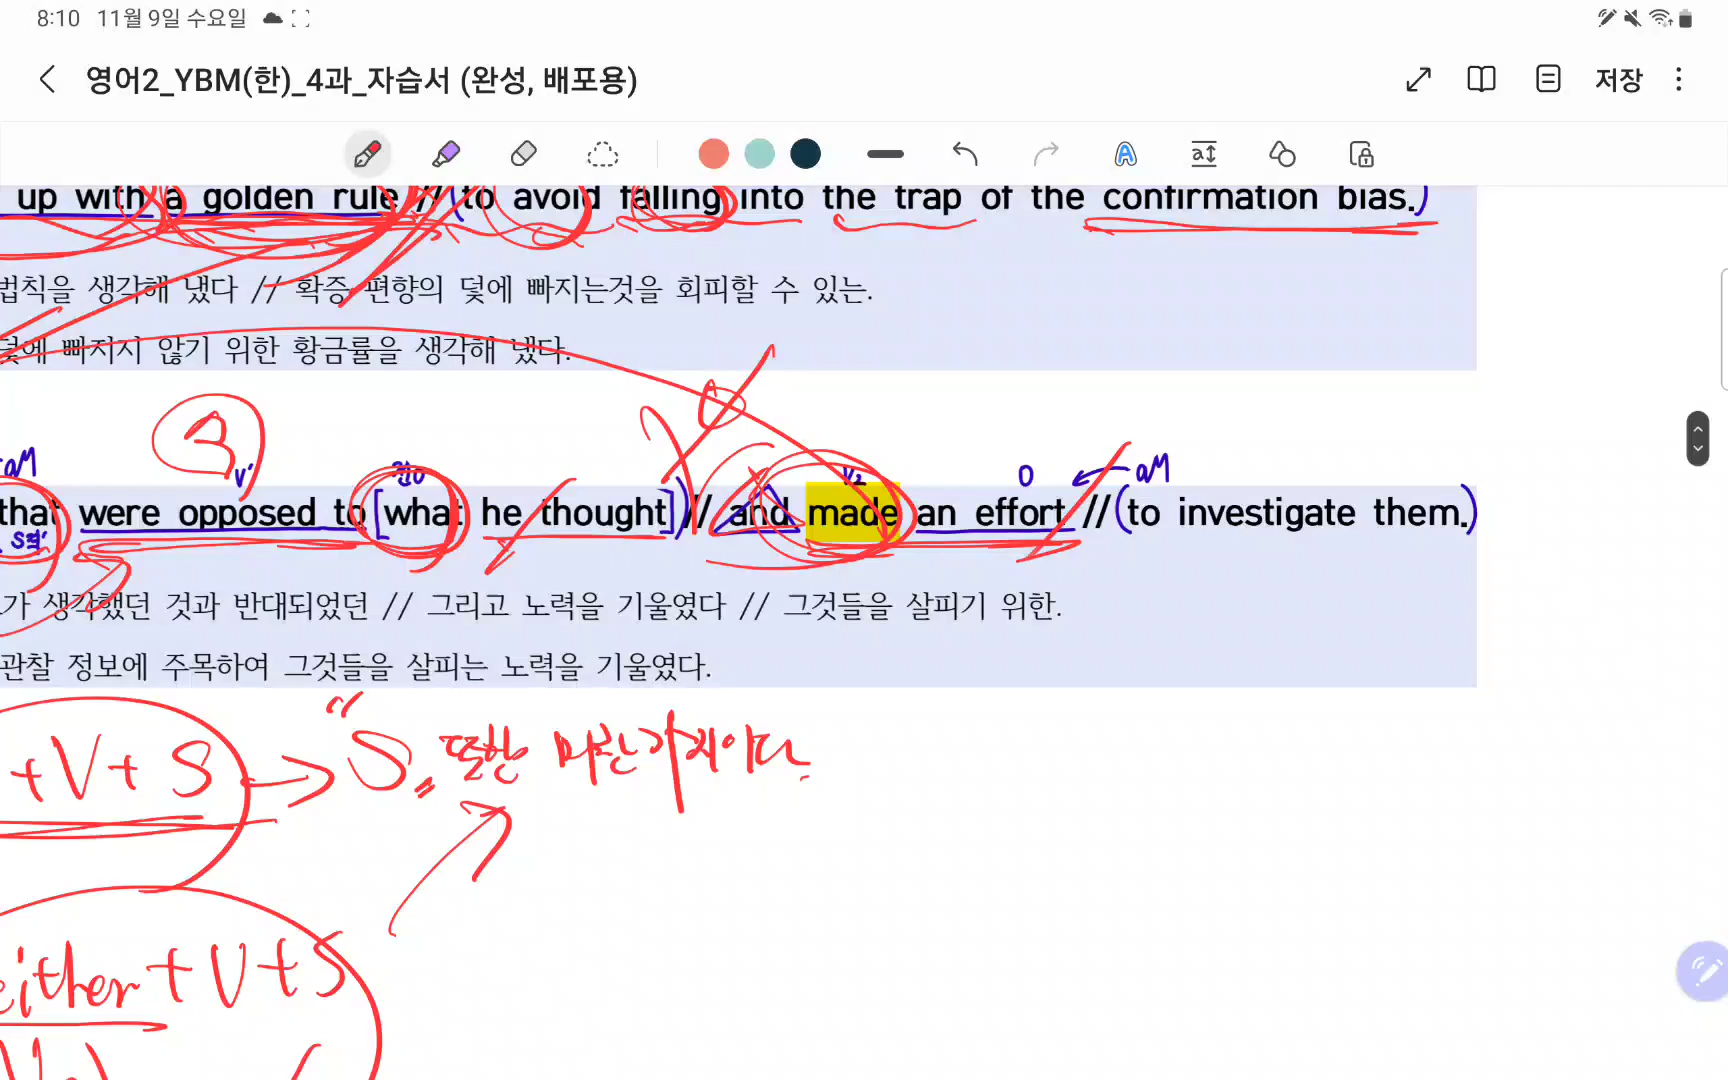 8:10 11월 9일 수요일
영어2_YBM(한)_4과_자습서 (완성, 배포용)
저장
up with a golden rule // (to avoid falling into the trap of the confirmation bias.)
법칙을 생각해 냈다 // 확증 편향의 덫에 빠지는것을 회피할 수 있는.
덫에 빠지지 않기 위한 황금률을 생각해 냈다.
aM V' V₂ O aM
that were opposed to [what he thought]) // and made an effort // (to investigate them.)
가 생각했던 것과 반대되었던 // 그리고 노력을 기울였다 // 그것들을 살피기 위한.
관찰 정보에 주목하여 그것들을 살피는 노력을 기울였다.
+V+ S → "S" 또한 마찬가지이다.
either + V + S